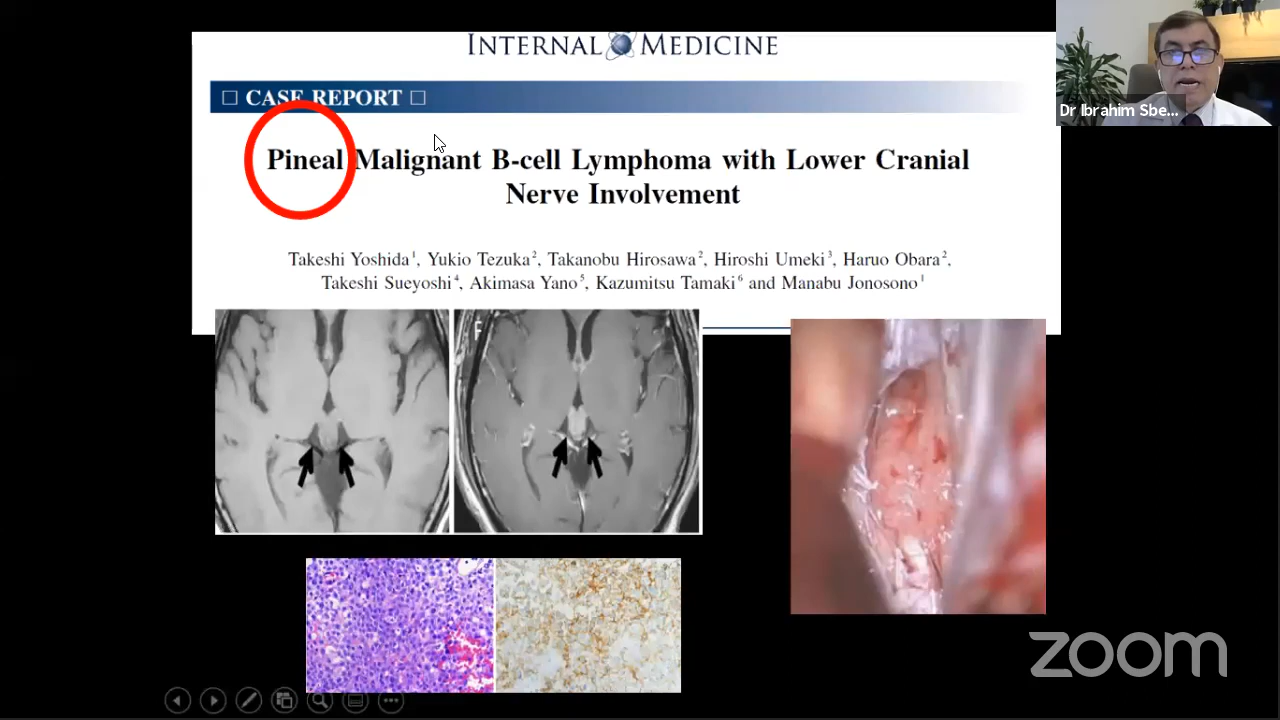 INTERNAL MEDICINE
□ CASE REPORT □
Pineal Malignant B-cell Lymphoma with Lower Cranial
Nerve Involvement
Takeshi Yoshida¹, Yukio Tezuka², Takanobu Hirosawa², Hiroshi Umeki³, Haruo Obara²,
Takeshi Sueyoshi⁴, Akimasa Yano⁵, Kazumitsu Tamaki⁶ and Manabu Jonosono¹
Dr Ibrahim Sbe...
F
zoom